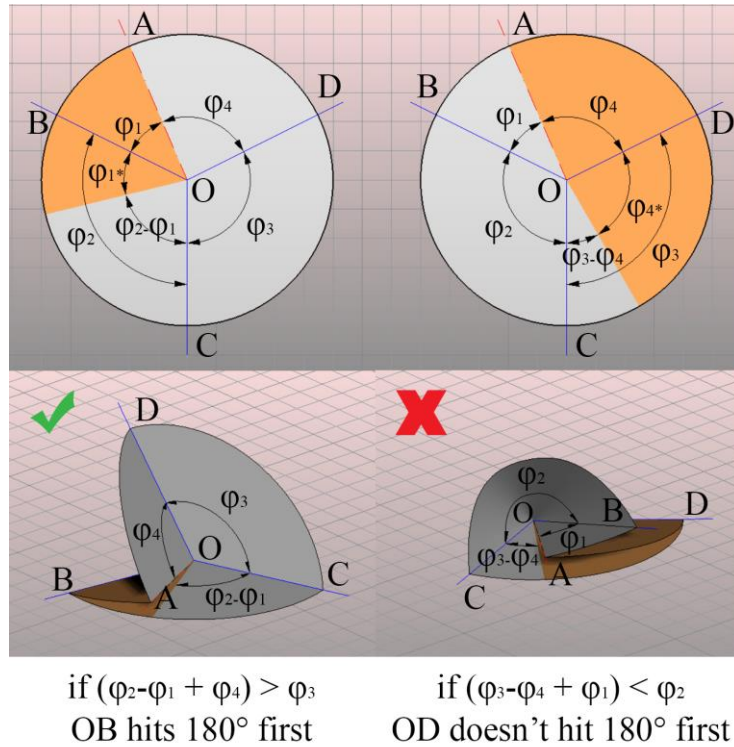 A
B
D
φ1
φ4
φ1*
O
φ2-φ1
φ2
φ3
C
A
B
D
φ1
φ4
O
φ4*
φ2
φ3-φ4
φ3
C
D
φ3
φ4
O
B
C
A
φ2-φ1
φ2
O
B
D
φ3-φ4
φ1
A
C
if (φ2-φ1 + φ4) > φ3
OB hits 180° first
if (φ3-φ4 + φ1) < φ2
OD doesn't hit 180° first